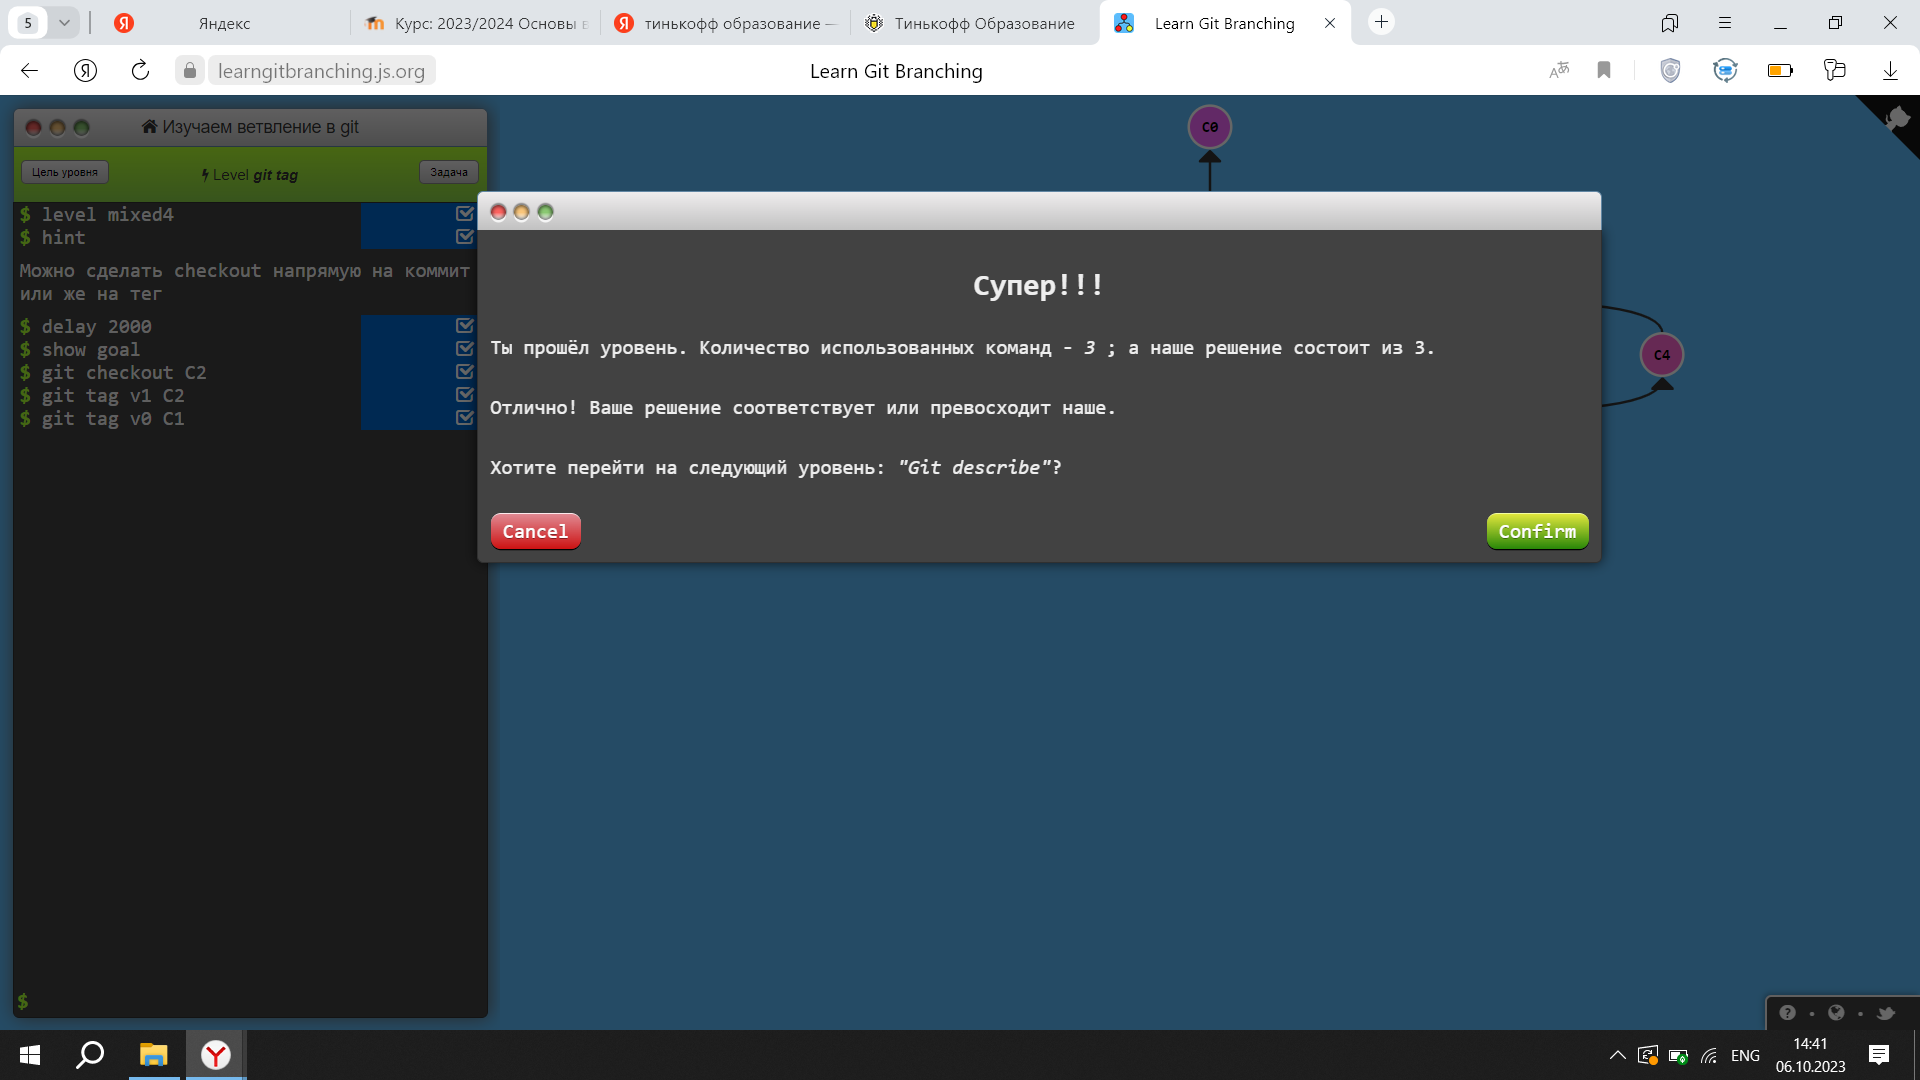 5
Яндекс
Курс: 2023/2024 Основы в
тинькофф образование —
Тинькофф Образование
Learn Git Branching
learngitbranching.js.org
Learn Git Branching
Изучаем ветвление в git
Цель уровня
Level git tag
Задача
$ level mixed4
$ hint
Можно сделать checkout напрямую на коммит
или же на тег
$ delay 2000
$ show goal
$ git checkout C2
$ git tag v1 C2
$ git tag v0 C1
$
C0
C4
Супер!!!
Ты прошёл уровень. Количество использованных команд - 3 ; а наше решение состоит из 3.
Отлично! Ваше решение соответствует или превосходит наше.
Хотите перейти на следующий уровень: "Git describe"?
Cancel
Confirm
ENG
14:41
06.10.2023